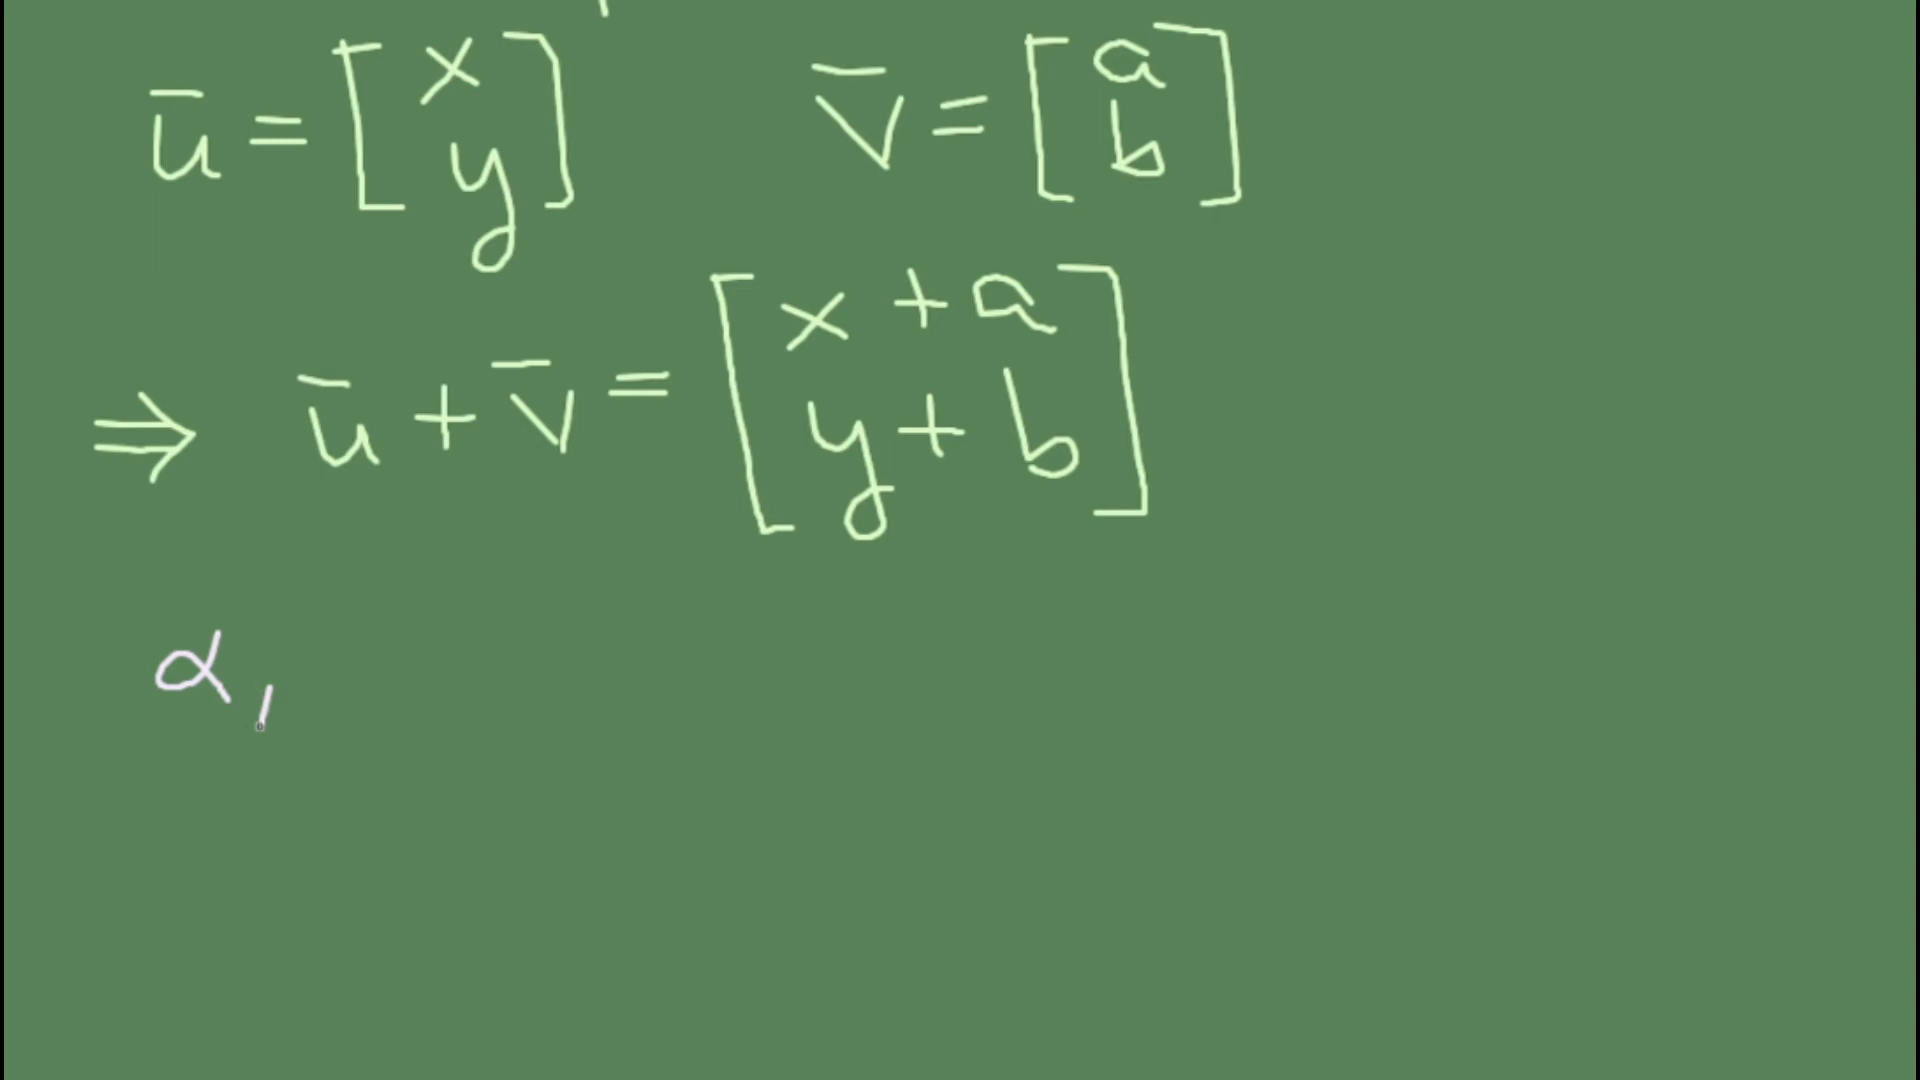 ū = [x y] v̄ = [a b]
⇒ ū + v̄ = [x + a y + b]
α,